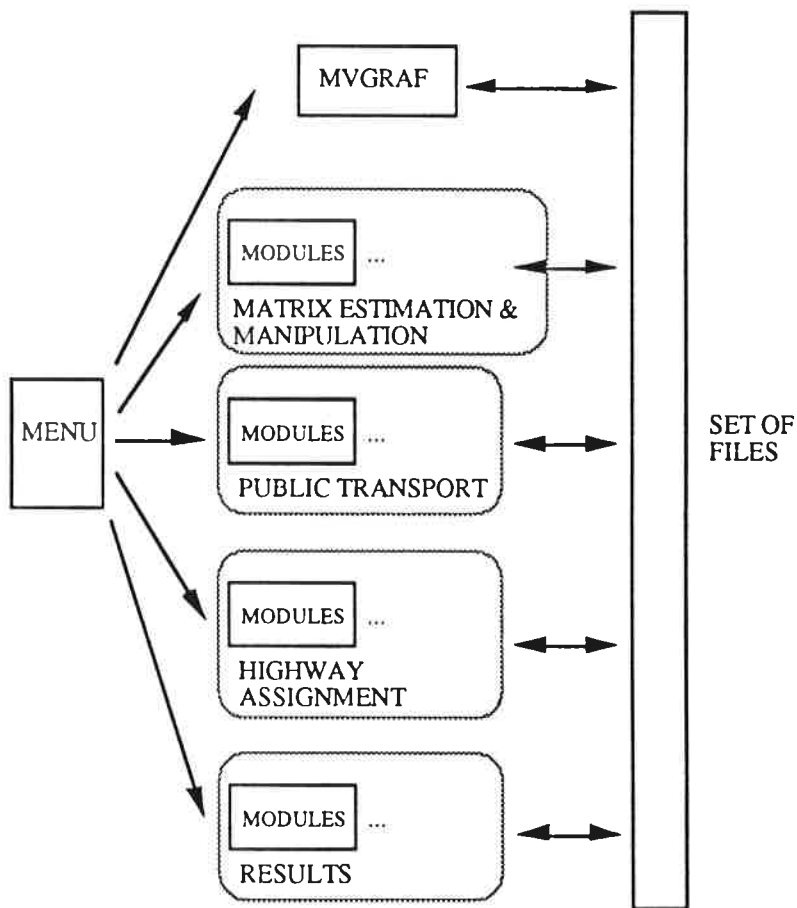 MVGRAF
MODULES ...
MATRIX ESTIMATION &
MANIPULATION
MENU
MODULES ...
PUBLIC TRANSPORT
SET OF
FILES
MODULES ...
HIGHWAY
ASSIGNMENT
MODULES ...
RESULTS